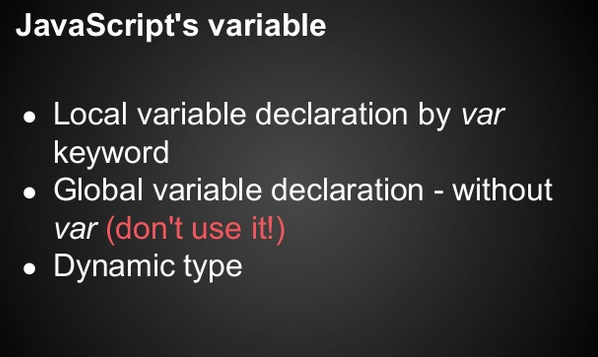 JavaScript's variable
● Local variable declaration by var
keyword
● Global variable declaration - without
var (don't use it!)
● Dynamic type